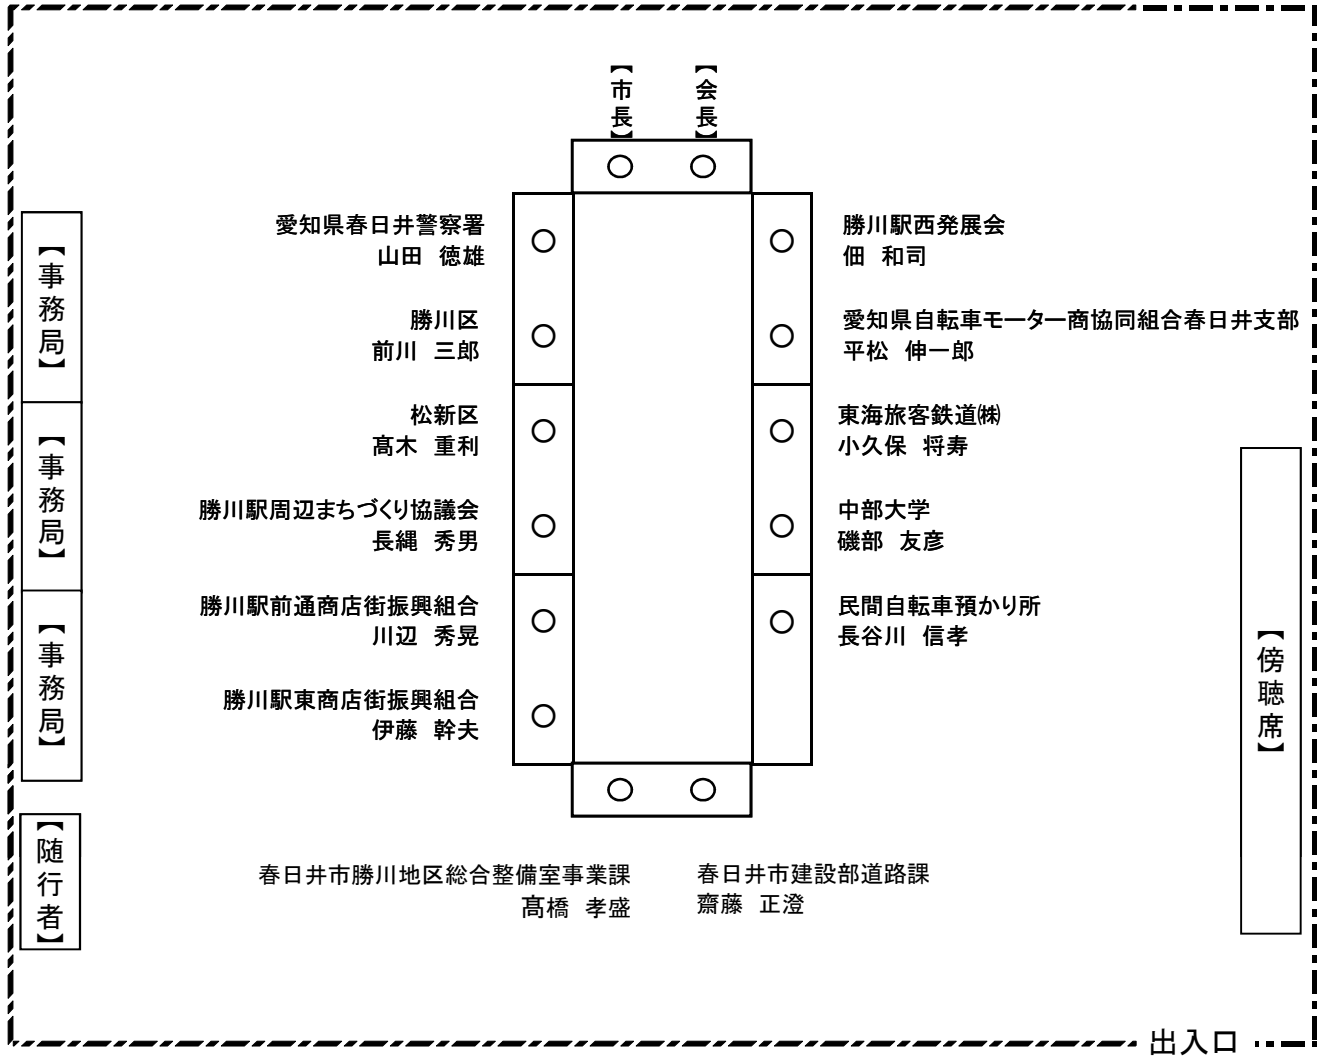 【市長】
【会長】
愛知県春日井警察署
山田　徳雄
勝川区
前川　三郎
松新区
髙木　重利
勝川駅周辺まちづくり協議会
長縄　秀男
勝川駅前通商店街振興組合
川辺　秀晃
勝川駅東商店街振興組合
伊藤　幹夫
勝川駅西発展会
佃　和司
愛知県自転車モーター商協同組合春日井支部
平松　伸一郎
東海旅客鉄道㈱
小久保　将寿
中部大学
磯部　友彦
民間自転車預かり所
長谷川　信孝
【事務局】
【事務局】
【事務局】
【随行者】
【傍聴席】
春日井市勝川地区総合整備室事業課
髙橋　孝盛
春日井市建設部道路課
齋藤　正澄
出入口